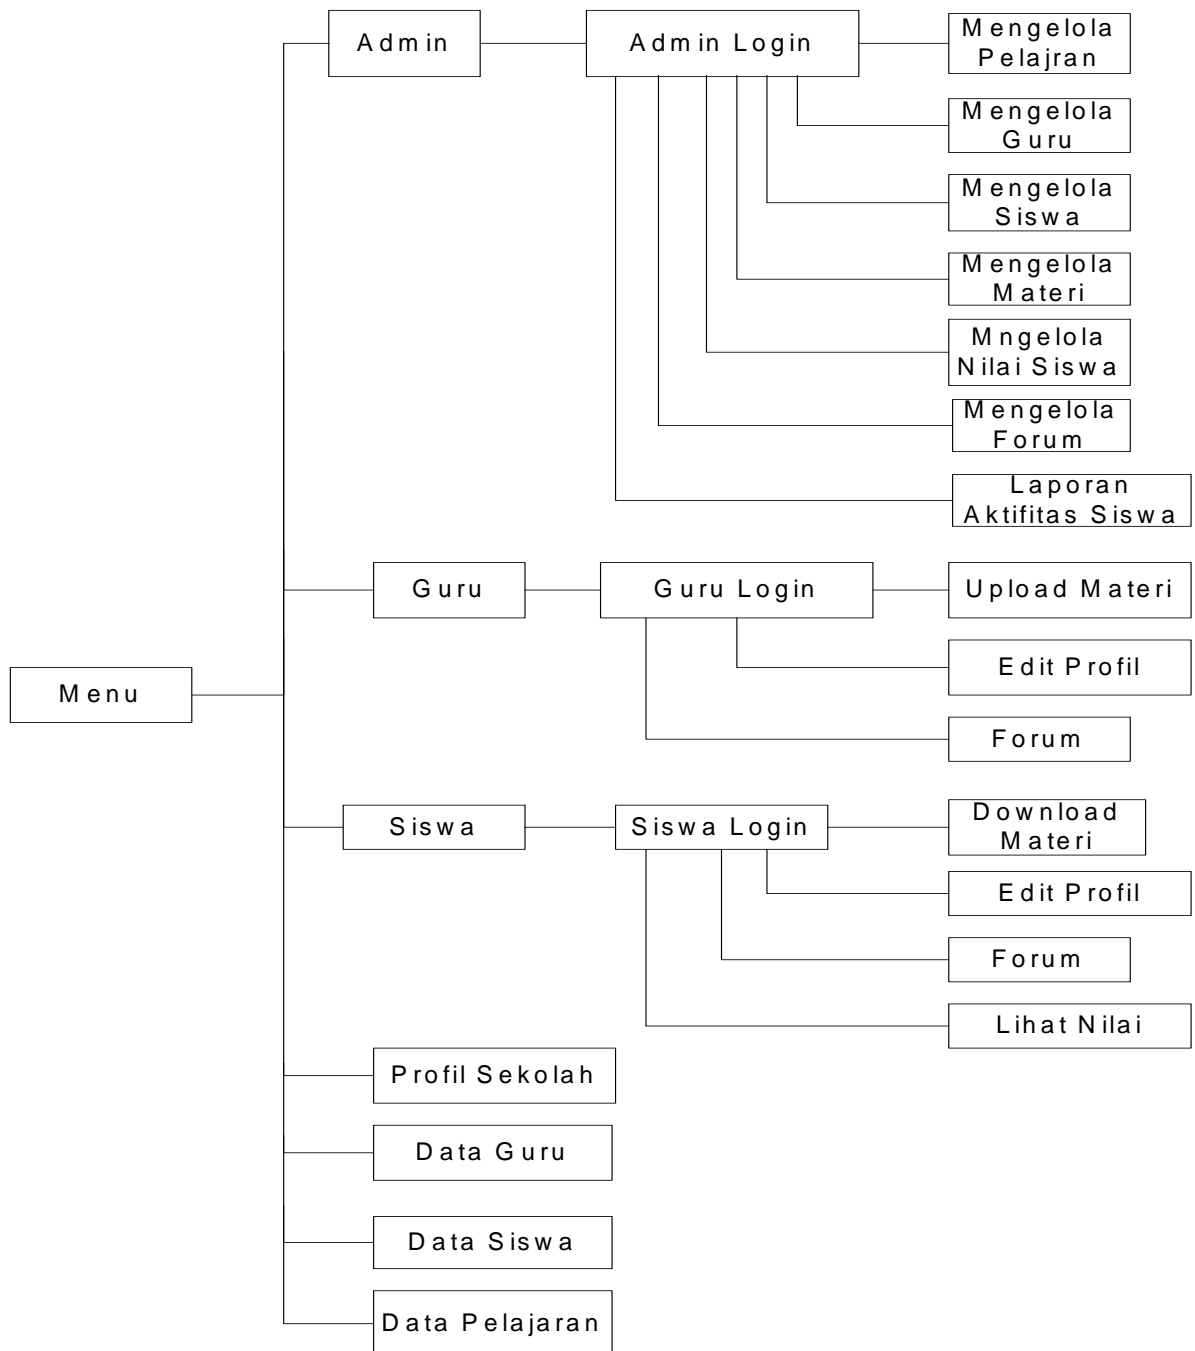 Admin
Admin Login
Mengelola
Pelajran
Mengelola
Guru
Mengelola
Siswa
Mengelola
Materi
Mngelola
Nilai Siswa
Mengelola
Forum
Laporan
Aktifitas Siswa
Guru
Guru Login
Upload Materi
Edit Profil
Menu
Forum
Siswa
Siswa Login
Download
Materi
Edit Profil
Forum
Lihat Nilai
Profil Sekolah
Data Guru
Data Siswa
Data Pelajaran